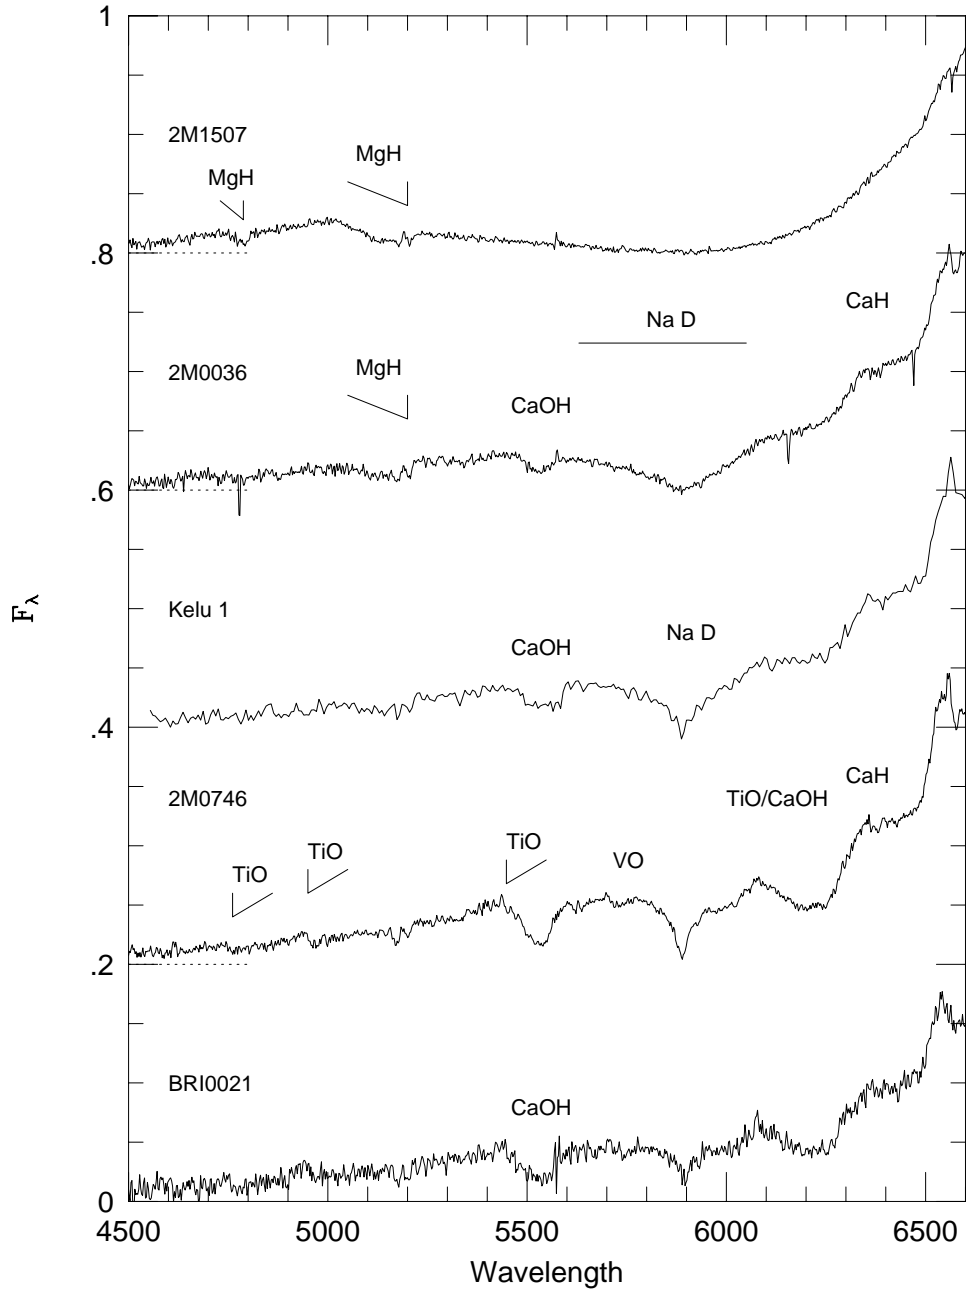 1
2M1507
MgH
MgH
.8
CaH
Na D
2M0036
MgH
CaOH
.6
Kelu 1
CaOH
Na D
.4
CaH
2M0746
TiO/CaOH
TiO
TiO
TiO
VO
.2
BRI0021
CaOH
0
4500 5000 5500 6000 6500
Wavelength
Fλ